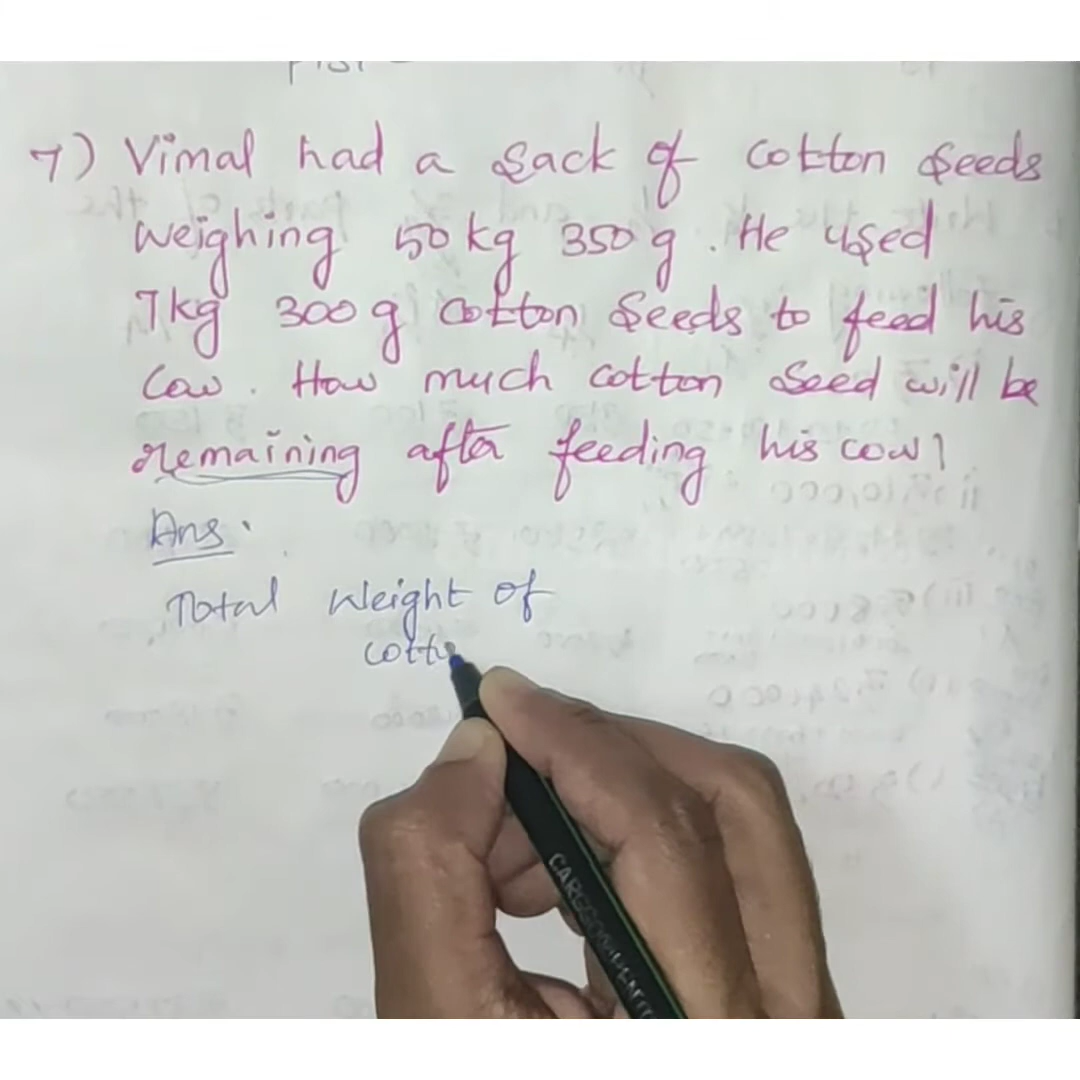 7) Vimal had a sack of cotton seeds
weighing 50 kg 350 g. He used
7kg 300 g cotton seeds to feed his
cow. How much cotton seed will be
remaining after feeding his cow?
Ans.
Total Weight of
cotto